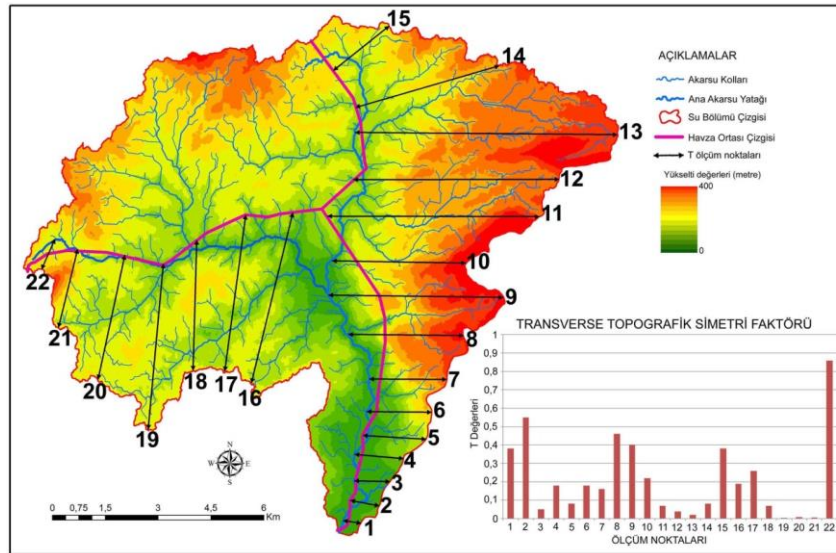 15
14
13
12
11
10
9
8
7
6
5
4
3
2
1
22
21
20
19
18
17
16
AÇIKLAMALAR
Akarsu Kolları
Ana Akarsu Yatağı
Su Bölümü Çizgisi
Havza Ortası Çizgisi
T ölçüm noktaları
Yükselti değerleri (metre)
400
0
N
W E
S
0 0,75 1,5 3 4,5 6
Km
TRANSVERSE TOPOGRAFİK SİMETRİ FAKTÖRÜ
T Değerleri
1
0,9
0,8
0,7
0,6
0,5
0,4
0,3
0,2
0,1
0
1 2 3 4 5 6 7 8 9 10 11 12 13 14 15 16 17 18 19 20 21 22
ÖLÇÜM NOKTALARI